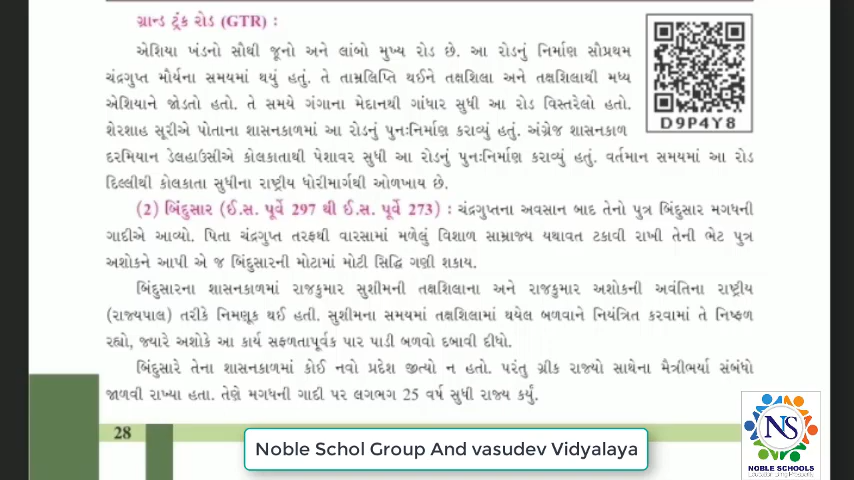 ગ્રાન્ડ ટ્રંક રોડ (GTR) :
એશિયા ખંડનો સૌથી જૂનો અને લાંબો મુખ્ય રોડ છે. આ રોડનું નિર્માણ સૌપ્રથમ
ચંદ્રગુપ્ત મૌર્યના સમયમાં થયું હતું. તે તામ્રલિપ્તિ થઈને તક્ષશિલા અને તક્ષશિલાથી મધ્ય
એશિયાને જોડતો હતો. તે સમયે ગંગાના મેદાનથી ગાંધાર સુધી આ રોડ વિસ્તરેલો હતો.
શેરશાહ સૂરીએ પોતાના શાસનકાળમાં આ રોડનું પુનઃનિર્માણ કરાવ્યું હતું. અંગ્રેજ શાસનકાળ
D9P4Y8
દરમિયાન ડેલહાઉસીએ કોલકાતાથી પેશાવર સુધી આ રોડનું પુનઃનિર્માણ કરાવ્યું હતું. વર્તમાન સમયમાં આ રોડ
દિલ્લીથી કોલકાતા સુધીના રાષ્ટ્રીય ધોરીમાર્ગથી ઓળખાય છે.
(2) બિંદુસાર (ઈ.સ. પૂર્વે 297 થી ઈ.સ. પૂર્વે 273) : ચંદ્રગુપ્તના અવસાન બાદ તેનો પુત્ર બિંદુસાર મગધની
ગાદીએ આવ્યો. પિતા ચંદ્રગુપ્ત તરફથી વારસામાં મળેલું વિશાળ સામ્રાજ્ય યથાવત ટકાવી રાખી તેની ભેટ પુત્ર
અશોકને આપી એ જ બિંદુસારની મોટામાં મોટી સિદ્ધિ ગણી શકાય.
બિંદુસારના શાસનકાળમાં રાજકુમાર સુશીમની તક્ષશિલાના અને રાજકુમાર અશોકની અવંતિના રાષ્ટ્રીય
(રાજ્યપાલ) તરીકે નિમણૂક થઈ હતી. સુશીમના સમયમાં તક્ષશિલામાં થયેલ બળવાને નિયંત્રિત કરવામાં તે નિષ્ફળ
રહ્યો, જ્યારે અશોકે આ કાર્ય સફળતાપૂર્વક પાર પાડી બળવો દબાવી દીધો.
બિંદુસારે તેના શાસનકાળમાં કોઈ નવો પ્રદેશ જીત્યો ન હતો. પરંતુ ગ્રીક રાજ્યો સાથેના મૈત્રીભર્યા સંબંધો
જાળવી રાખ્યા હતા. તેણે મગધની ગાદી પર લગભગ 25 વર્ષ સુધી રાજ્ય કર્યું.
28
Noble Schol Group And vasudev Vidyalaya
NS
NOBLE SCHOOLS